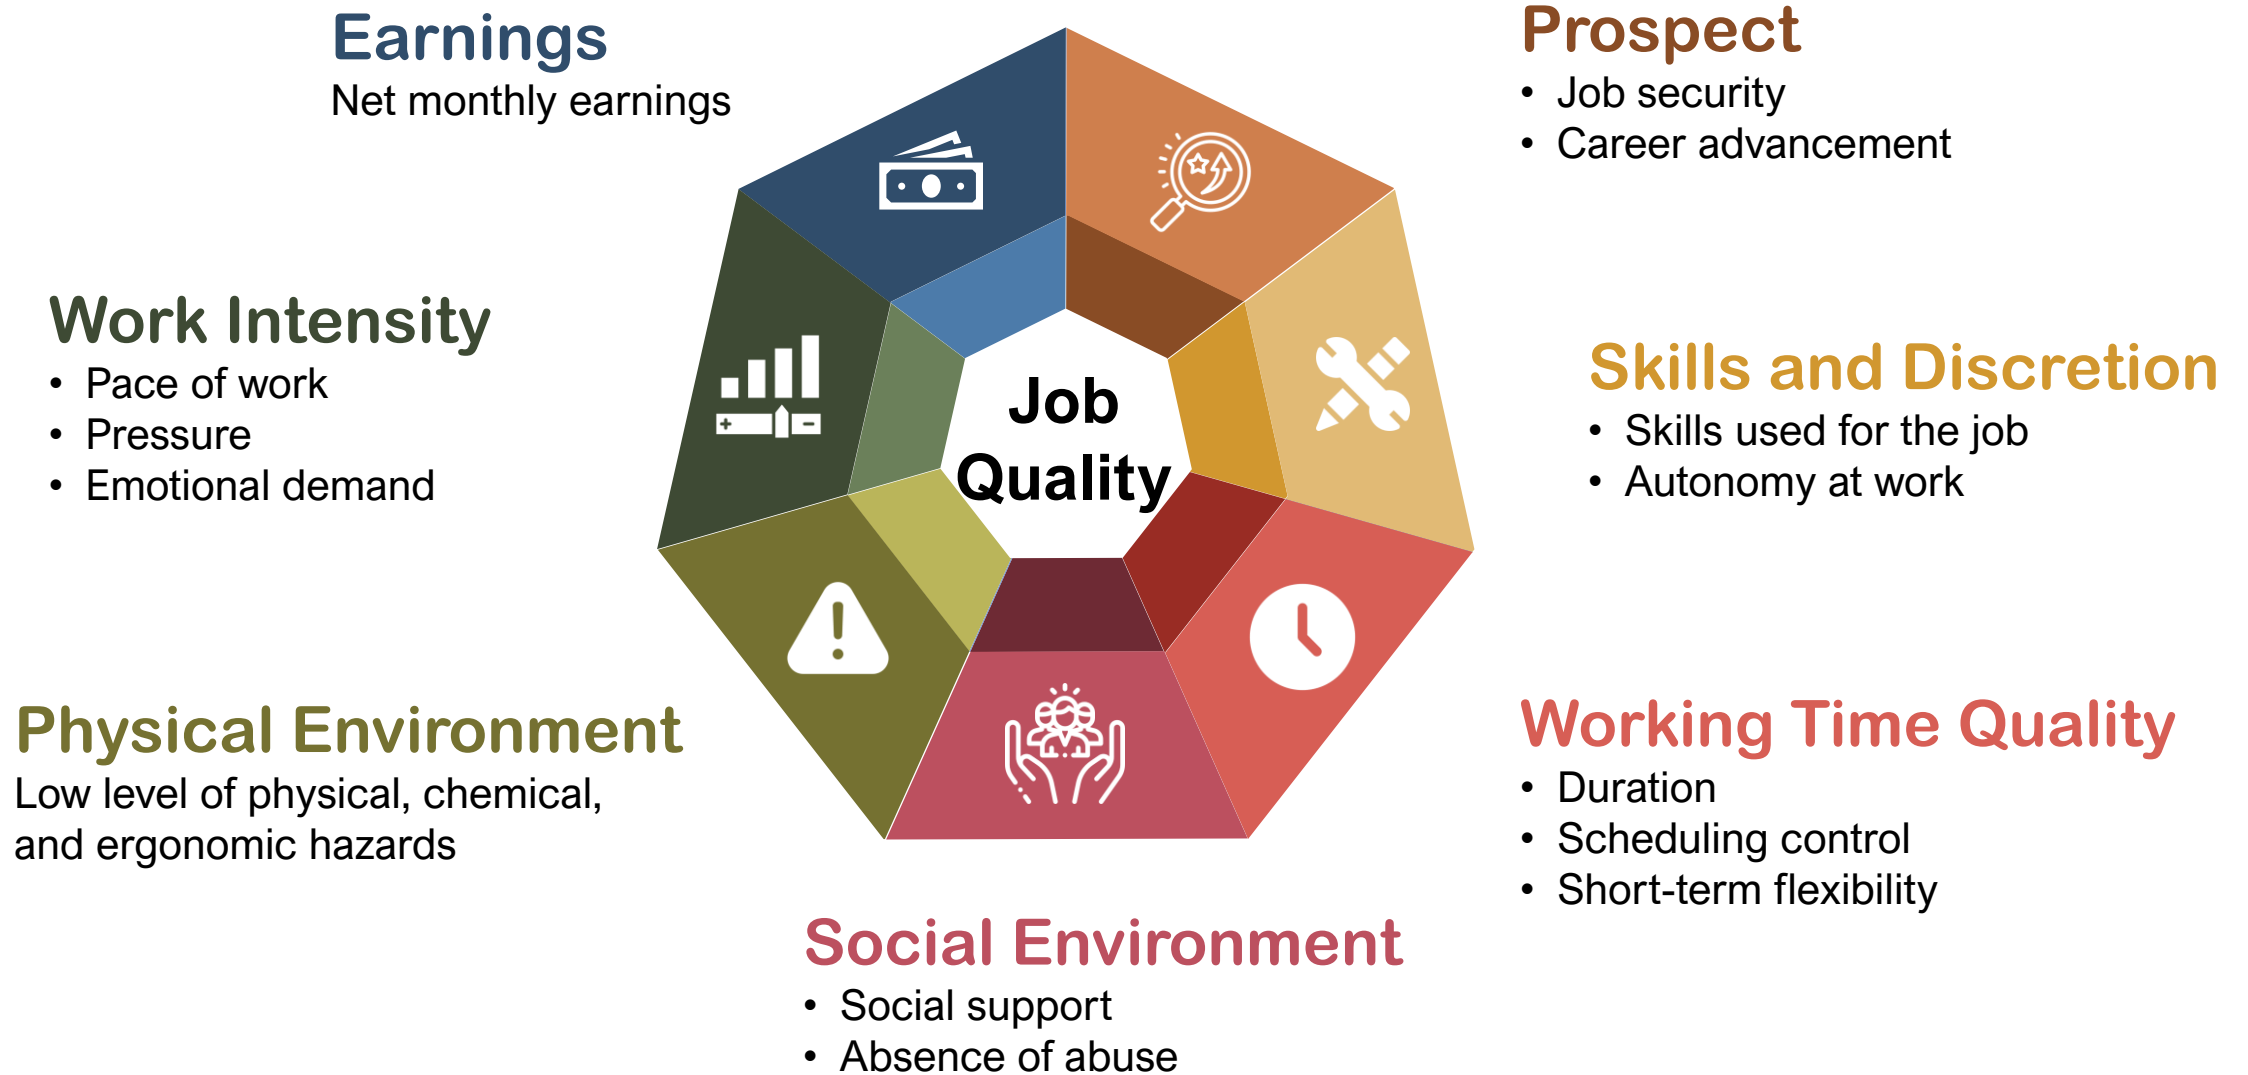 Earnings
Net monthly earnings
Prospect
• Job security
• Career advancement
Work Intensity
• Pace of work
• Pressure
• Emotional demand
Job
Quality
Skills and Discretion
• Skills used for the job
• Autonomy at work
Physical Environment
Low level of physical, chemical,
and ergonomic hazards
Working Time Quality
• Duration
• Scheduling control
• Short-term flexibility
Social Environment
• Social support
• Absence of abuse